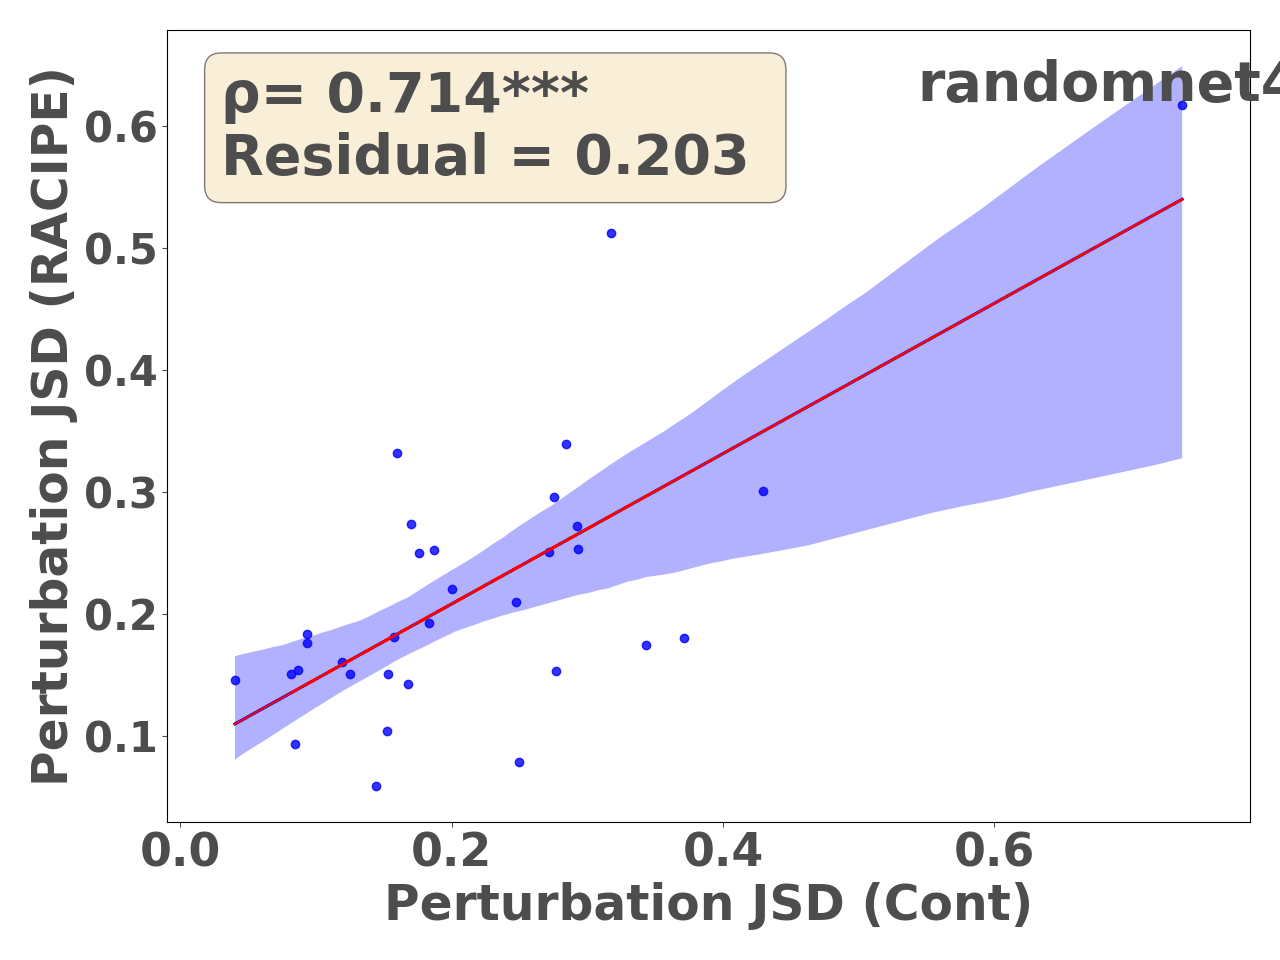 ρ= 0.714***
Residual = 0.203
randomnet4
Perturbation JSD (RACIPE)
0.6
0.5
0.4
0.3
0.2
0.1
0.0 0.2 0.4 0.6
Perturbation JSD (Cont)